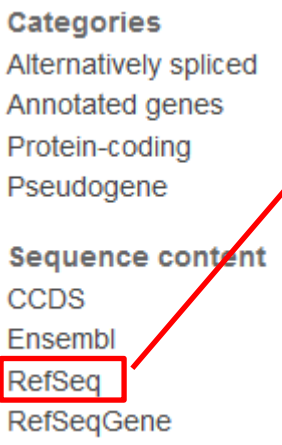 Categories
Alternatively spliced
Annotated genes
Protein-coding
Pseudogene
Sequence content
CCDS
Ensembl
RefSeq
RefSeqGene